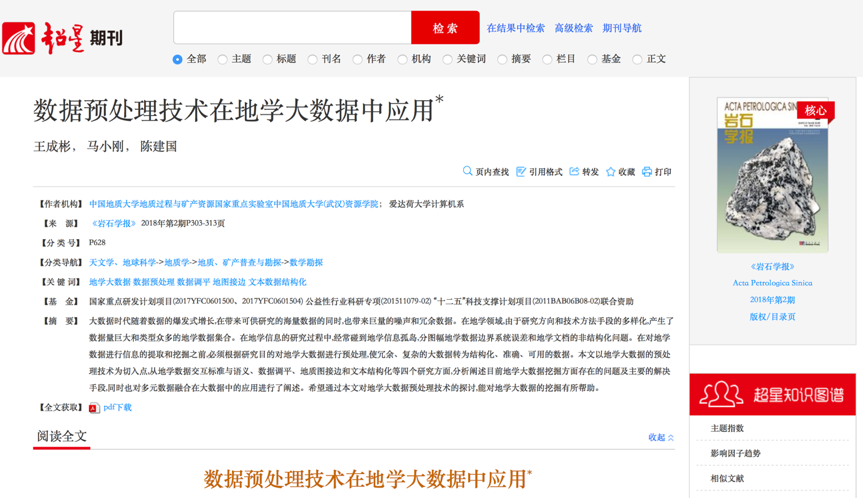 超星 期刊
检 索
在结果中检索 高级检索 期刊导航
全部 主题 标题 刊名 作者 机构 关键词 摘要 栏目 基金 正文
数据预处理技术在地学大数据中应用*
王成彬， 马小刚， 陈建国
页内查找 引用格式 转发 收藏 打印
【作者机构】 中国地质大学地质过程与矿产资源国家重点实验室中国地质大学(武汉)资源学院； 爱达荷大学计算机系
【来 源】 《岩石学报》 2018年第2期P303-313页
【分 类 号】 P628
【分类导航】 天文学、地球科学->地质学->地质、矿产普查与勘探->数学勘探
【关 键 词】 地学大数据 数据预处理 数据调平 地图接边 文本数据结构化
【基 金】 国家重点研发计划项目(2017YFC0601500、2017YFC0601504) 公益性行业科研专项(201511079-02) “十二五”科技支撑计划项目(2011BAB06B08-02)联合资助
【摘 要】 大数据时代随着数据的爆发式增长,在带来可供研究的海量数据的同时,也带来巨量的噪声和冗余数据。在地学领域,由于研究方向和技术方法手段的多样化,产生了
数据量巨大和类型众多的地学数据集合。在地学信息的研究过程中,经常碰到地学信息孤岛,分图幅地学数据边界系统误差和地学文档的非结构化问题。在对地学
数据进行信息的提取和挖掘之前,必须根据研究目的对地学大数据进行预处理,使冗余、复杂的大数据转为结构化、准确、可用的数据。本文以地学大数据的预处
理技术为切入点,从地学数据交互标准与语义、数据调平、地质图接边和文本结构化等四个研究方面,分析阐述目前地学大数据挖掘方面存在的问题及主要的解决
手段,同时也对多元数据融合在大数据中的应用进行了阐述。希望通过本文对地学大数据预处理技术的探讨,能对地学大数据的挖掘有所帮助。
【全文获取】 pdf下载
阅读全文
收起
数据预处理技术在地学大数据中应用*
ACTA PETROLOGICA SIN
核心
岩石
学报
《岩石学报》
Acta Petrologica Sinica
2018年第2期
版权/目录页
超星知识图谱
主题指数
影响因子趋势
相似文献